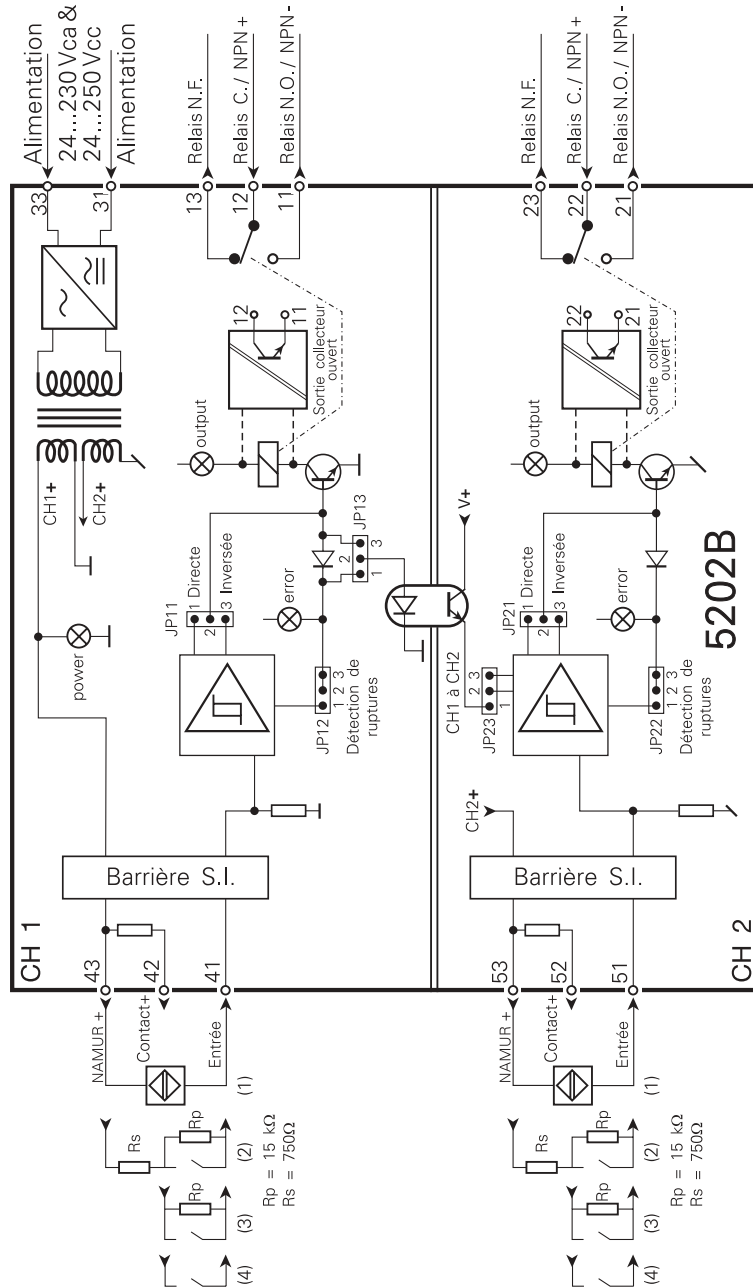 CH 1
43
42
41
NAMUR +
Contact+
Entrée
Rs
Rp
Rp
(1)
(2)
(3)
(4)
Rp = 15 kΩ
Rs = 750Ω
Barrière S.I.
power
CH1+
CH2+
JP11
1 Directe
2
3 Inversée
JP12
1 2 3
Détection de
ruptures
error
JP13
1 2 3
output
12
11
Sortie collecteur
ouvert
33
31
Alimentation
24...230 Vca &
24...250 Vcc
Alimentation
13
12
11
Relais N.F.
Relais C./ NPN +
Relais N.O./ NPN-
CH 2
53
52
51
NAMUR +
Contact+
Entrée
Rs
Rp
Rp
(1)
(2)
(3)
(4)
Rp = 15 kΩ
Rs = 750Ω
Barrière S.I.
CH2+
CH1 à CH2
JP23
1 2 3
V+
JP21
1 Directe
2
3 Inversée
JP22
1 2 3
Détection de
ruptures
error
output
22
21
Sortie collecteur
ouvert
23
22
21
Relais N.F.
Relais C./ NPN +
Relais N.O./ NPN-
5202B